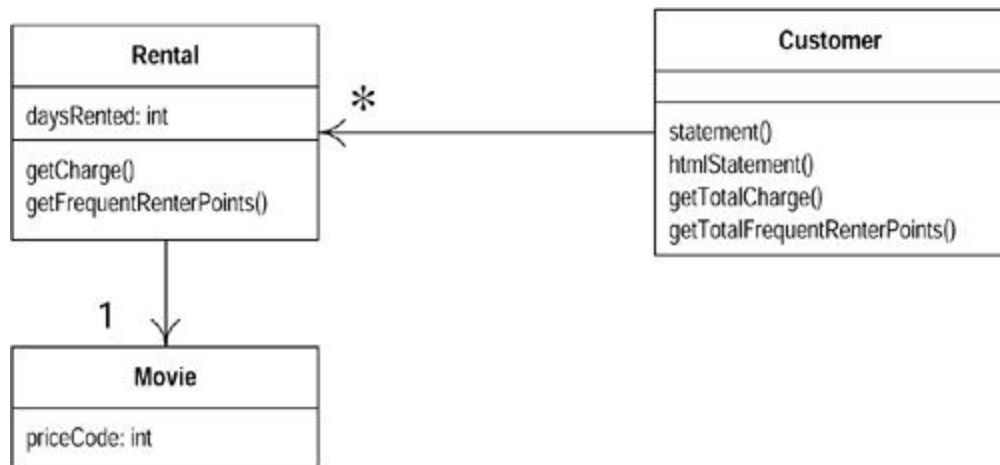 Rental
daysRented: int
getCharge()
getFrequentRenterPoints()
*
Customer
statement()
htmlStatement()
getTotalCharge()
getTotalFrequentRenterPoints()
1
Movie
priceCode: int